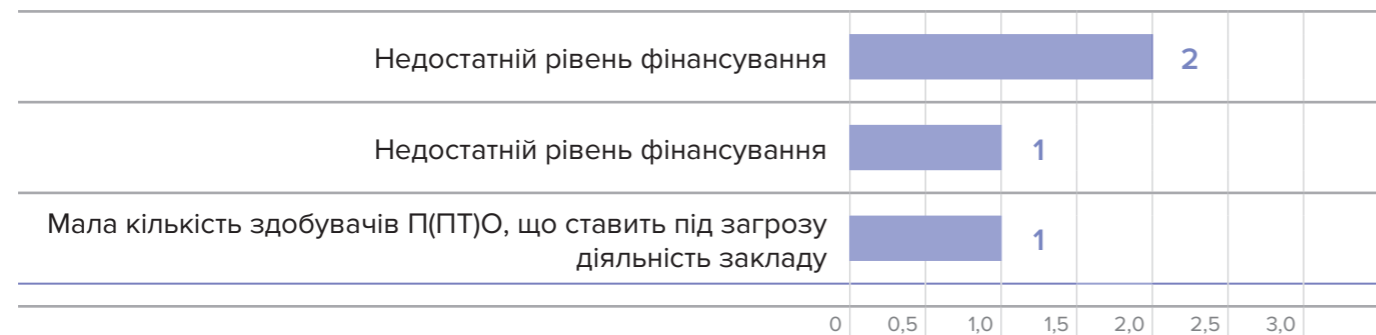 Недостатній рівень фінансування 2
Недостатній рівень фінансування 1
Мала кількість здобувачів П(ПТ)О, що ставить під загрозу
діяльність закладу 1
0 0,5 1,0 1,5 2,0 2,5 3,0